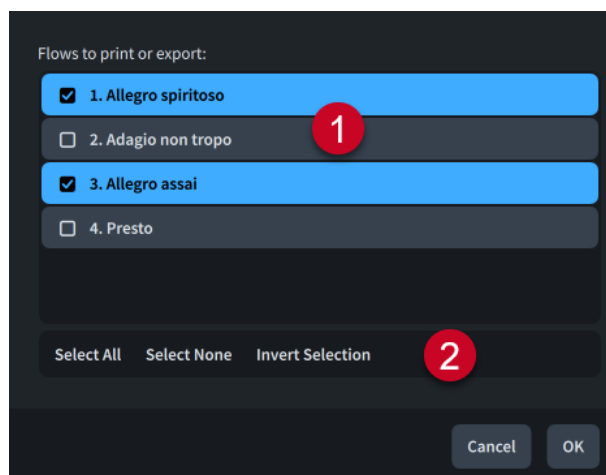 Flows to print or export:
1. Allegro spiritoso
2. Adagio non tropo
1
3. Allegro assai
4. Presto
Select All Select None Invert Selection
2
Cancel OK